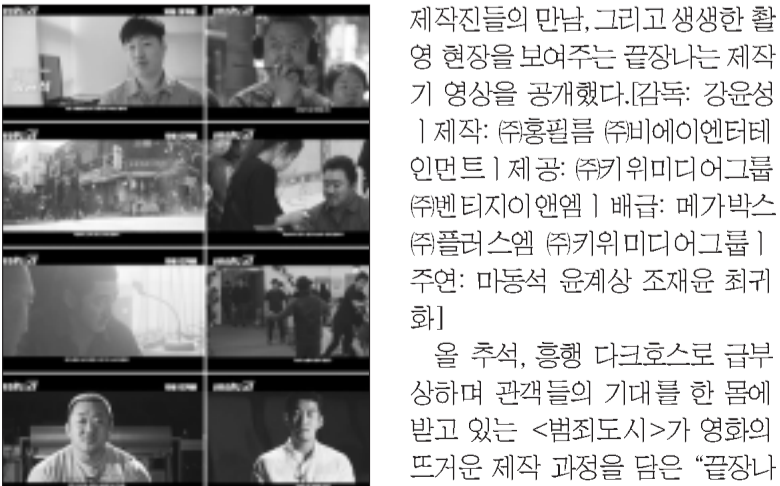 제작진들의 만남, 그리고 생생한 촬
영 현장을 보여주는 끝장나는 제작
기 영상을 공개했다.[감독: 강윤성
ㅣ제작: ㈜홍필름 ㈜비에이엔터테
인먼트ㅣ제공: ㈜키위미디어그룹
㈜벤티지이앤엠ㅣ배급: 메가박스
㈜플러스엠 ㈜키위미디어그룹ㅣ
주연: 마동석 윤계상 조재윤 최귀
화]
올 추석, 흥행 다크호스로 급부
상하며 관객들의 기대를 한 몸에
받고 있는 <범죄도시>가 영화의
뜨거운 제작 과정을 담은 “끝장나